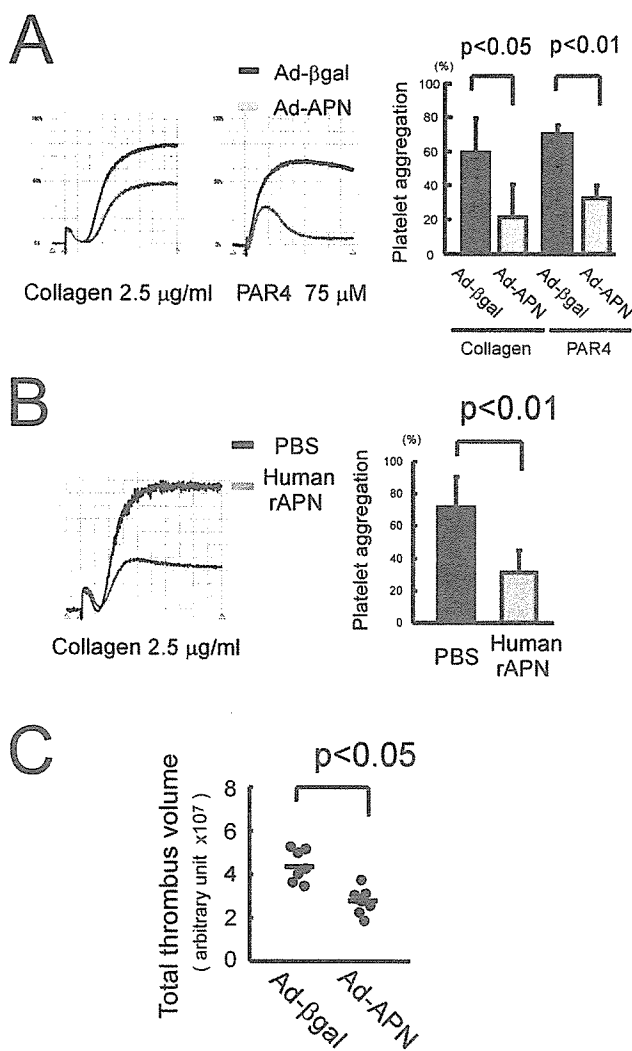 A
Ad-βgal
Ad-APN
Collagen 2.5 μg/ml
PAR4 75 μM
p<0.05 p<0.01
(%)
100
80
60
40
20
0
Platelet aggregation
Ad-βgal
Ad-APN
Ad-βgal
Ad-APN
Collagen
PAR4
B
PBS
Human
rAPN
Collagen 2.5 μg/ml
p<0.01
(%)
100
80
60
40
20
0
Platelet aggregation
PBS
Human
rAPN
C
p<0.05
Total thrombus volume
( arbitrary unit x107 )
8
6
4
2
0
Ad-βgal
Ad-APN